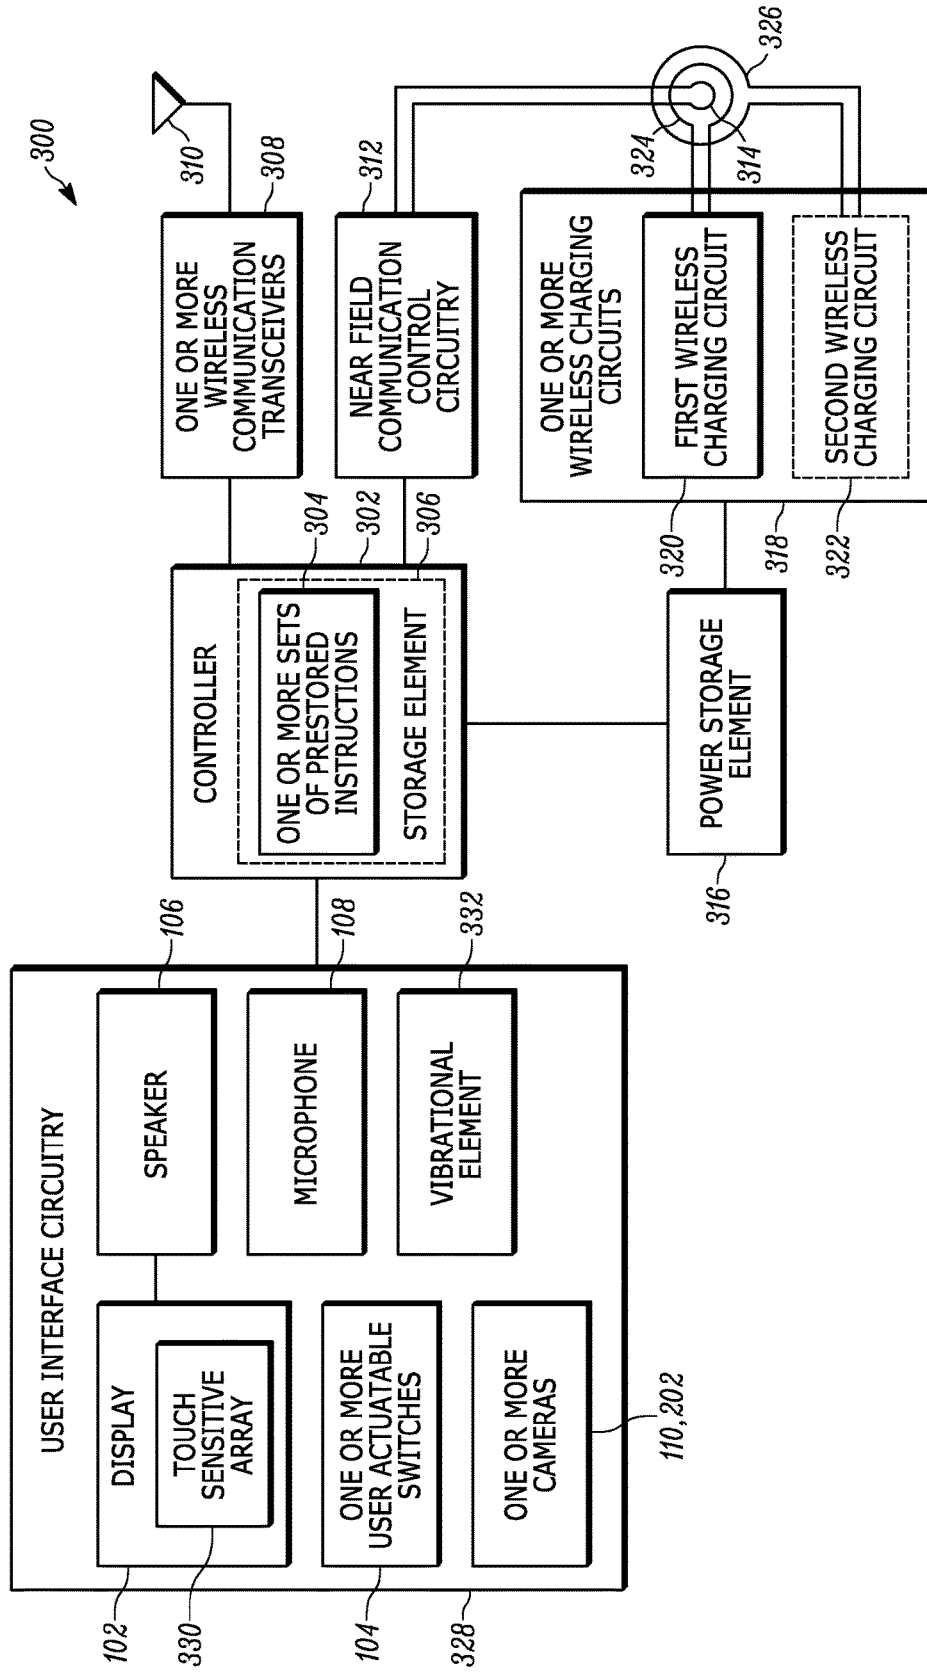 300
USER INTERFACE CIRCUITRY
DISPLAY
TOUCH
SENSITIVE
ARRAY
102
330
SPEAKER
106
ONE OR MORE
USER ACTUATABLE
SWITCHES
104
MICROPHONE
108
ONE OR MORE
CAMERAS
110,202
VIBRATIONAL
ELEMENT
332
328
CONTROLLER
ONE OR MORE SETS
OF PRESTORED
INSTRUCTIONS
STORAGE ELEMENT
304
302
306
ONE OR MORE
WIRELESS
COMMUNICATION
TRANSCEIVERS
308
310
NEAR FIELD
COMMUNICATION
CONTROL
CIRCUITRY
312
POWER STORAGE
ELEMENT
316
ONE OR MORE
WIRELESS CHARGING
CIRCUITS
FIRST WIRELESS
CHARGING CIRCUIT
320
318
SECOND WIRELESS
CHARGING CIRCUIT
322
324
314
326